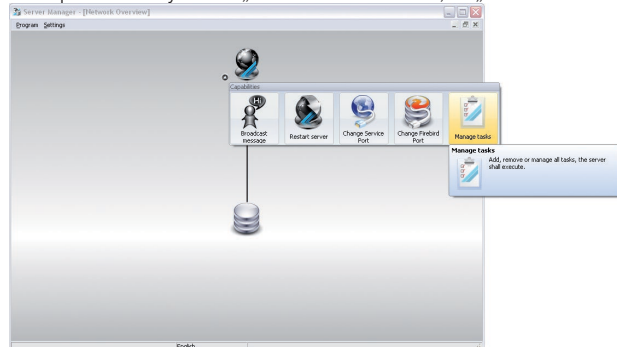 Server Manager - [Network Overview]
Program Settings
Capabilities
Hi
Broadcast message
Restart server
Change Service Port
Change Firebird Port
Manage tasks
Manage tasks
Add, remove or manage all tasks, the server
shall execute.
English